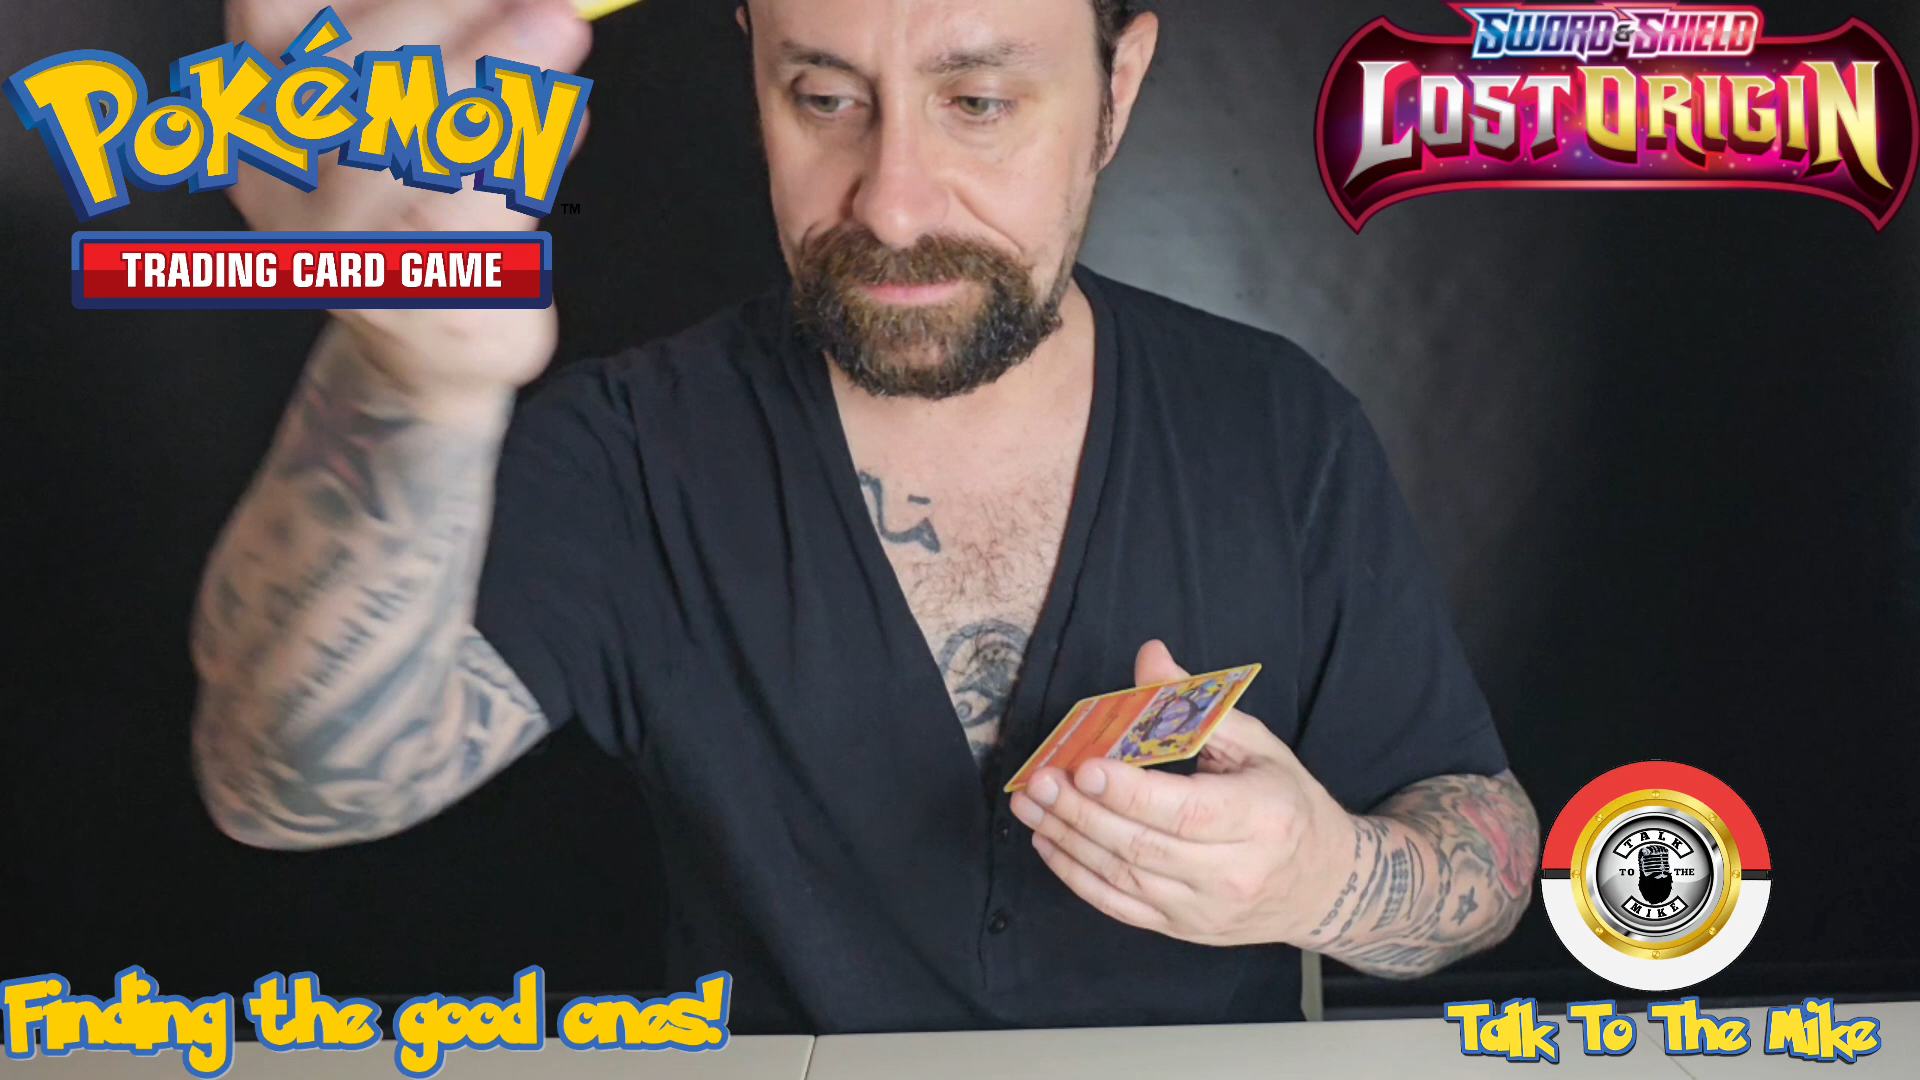 POKéMON
TM
TRADING CARD GAME
SWORD & SHIELD
LOST ORIGIN
TALK
TO THE
MIKE
Finding the good ones!
Talk To The Mike